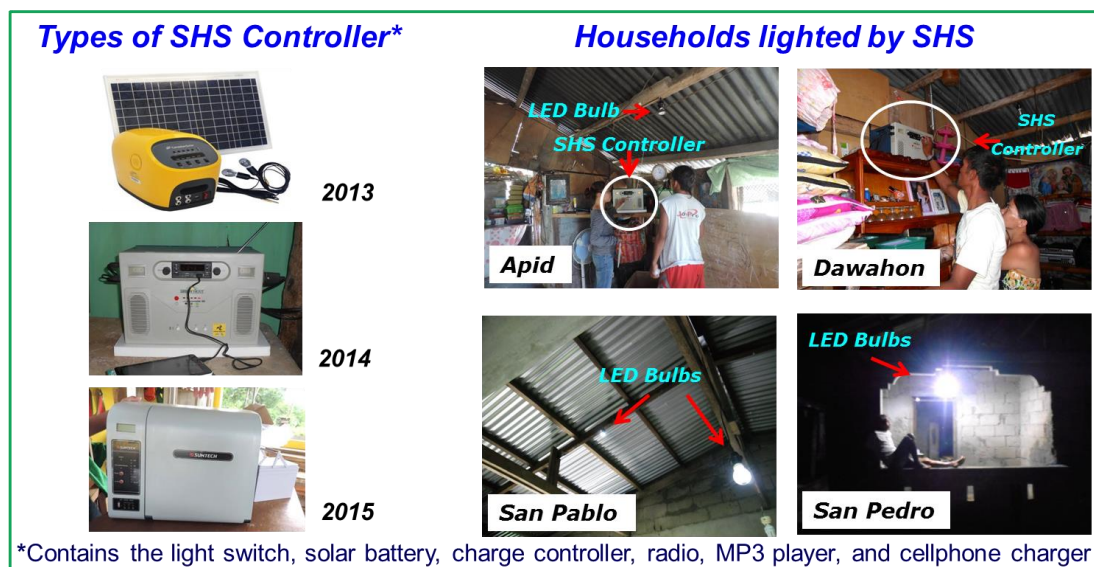 Types of SHS Controller*
2013
2014
SUNTECH
2015
Households lighted by SHS
LED Bulb
SHS Controller
Apid
SHS
Controller
Dawahon
LED Bulbs
San Pablo
LED Bulbs
San Pedro
*Contains the light switch, solar battery, charge controller, radio, MP3 player, and cellphone charger